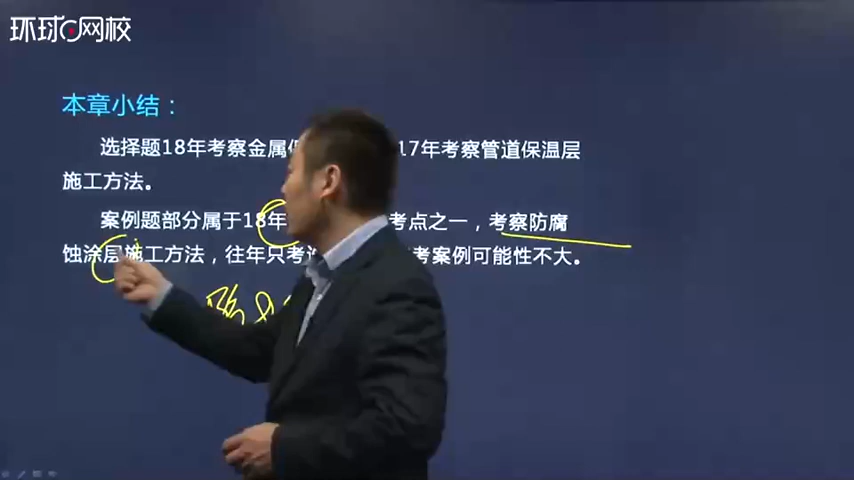 环球网校
本章小结：
选择题18年考察金属 17年考察管道保温层
施工方法。
案例题部分属于18年 考点之一，考察防腐
蚀涂层施工方法，往年只考 考案例可能性不大。